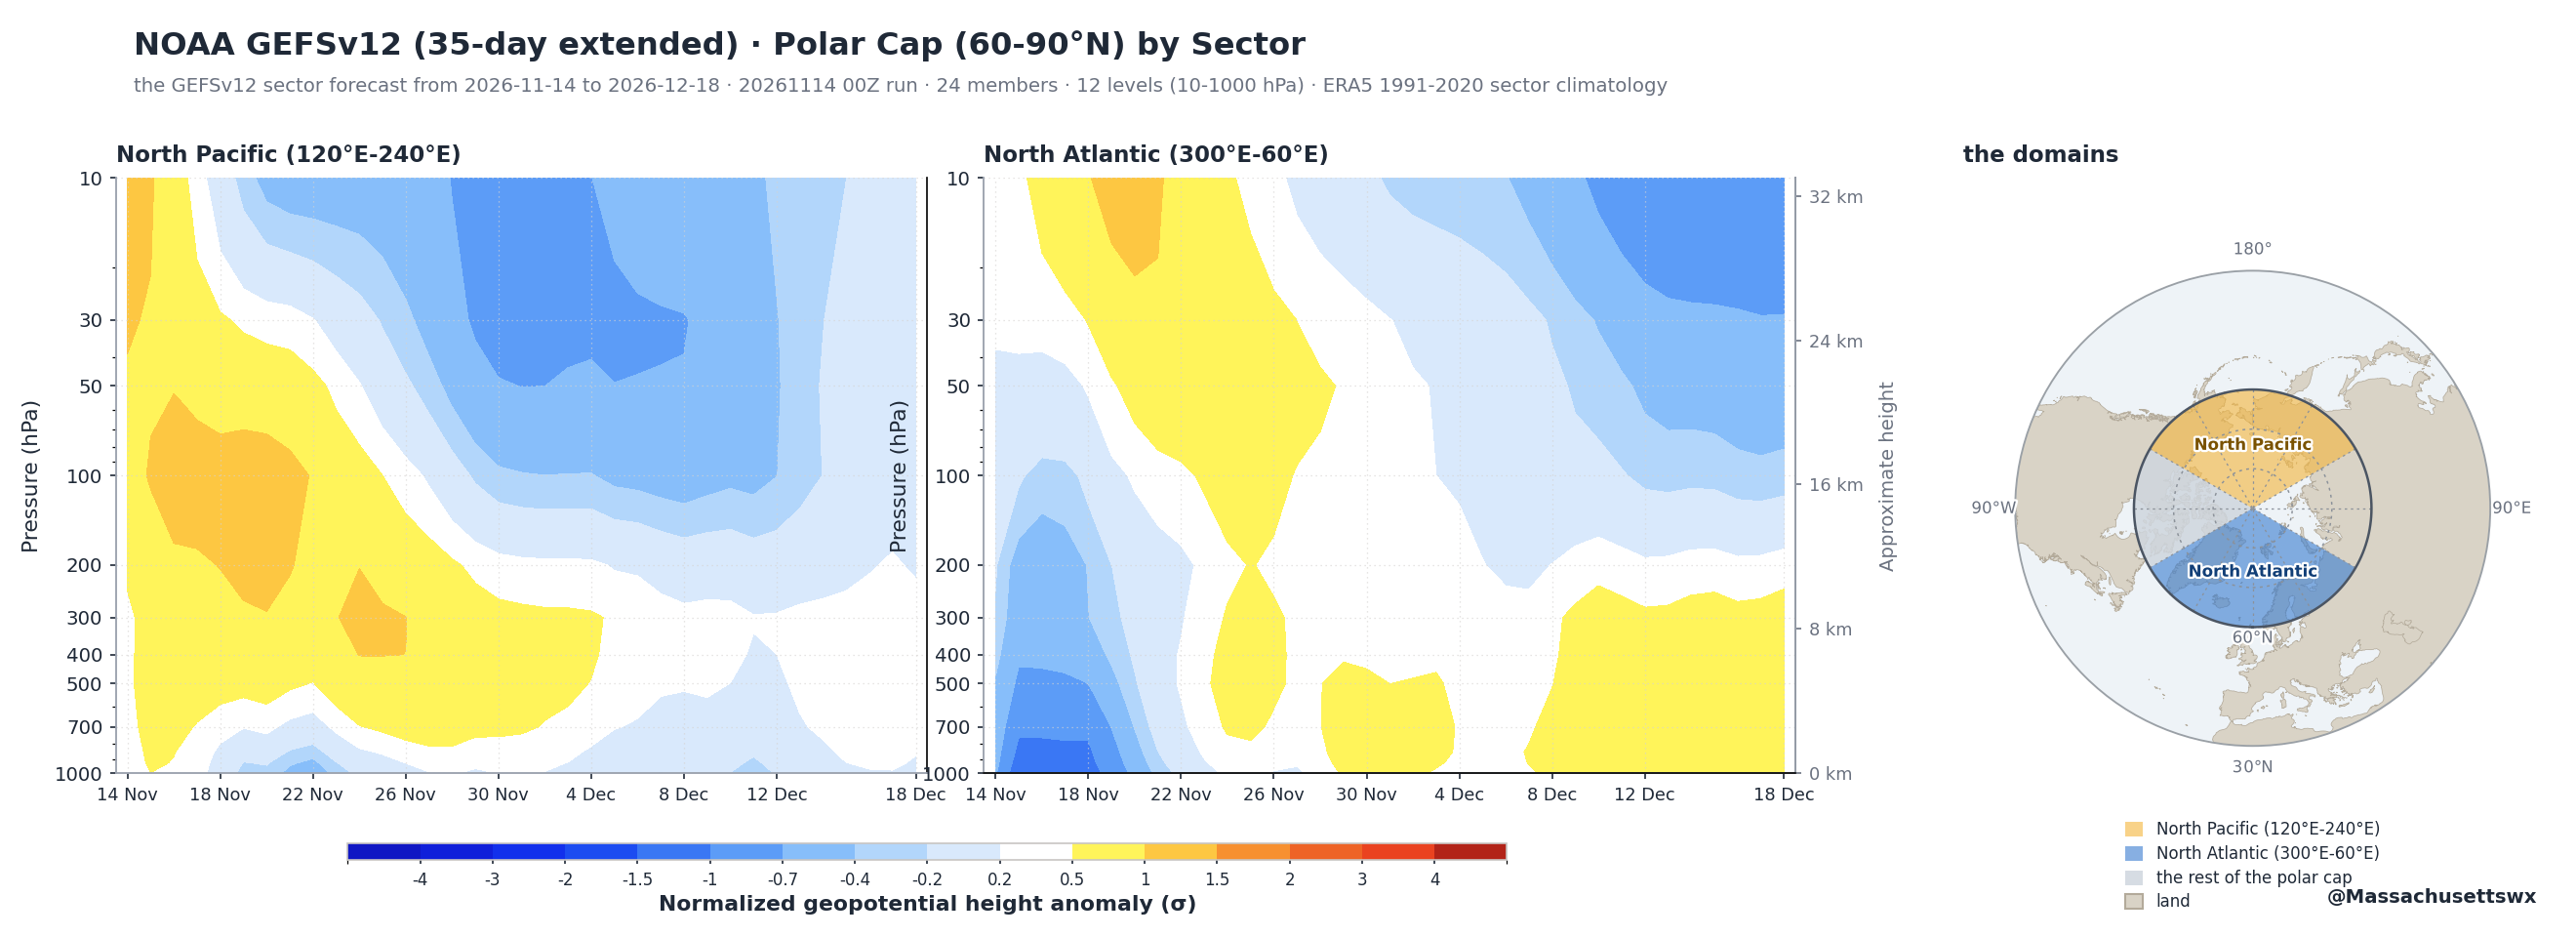 NOAA GEFSv12 (35-day extended) · Polar Cap (60-90°N) by Sector
the GEFSv12 sector forecast from 2026-11-14 to 2026-12-18 · 20261114 00Z run · 24 members · 12 levels (10-1000 hPa) · ERA5 1991-2020 sector climatology
North Pacific (120°E-240°E)
10
30
50
100
200
300
400
500
700
1000
Pressure (hPa)
14 Nov 18 Nov 22 Nov 26 Nov 30 Nov 4 Dec 8 Dec 12 Dec 18 Dec
North Atlantic (300°E-60°E)
10
30
50
100
200
300
400
500
700
1000
Pressure (hPa)
14 Nov 18 Nov 22 Nov 26 Nov 30 Nov 4 Dec 8 Dec 12 Dec 18 Dec
32 km
24 km
16 km
8 km
0 km
Approximate height
-4 -3 -2 -1.5 -1 -0.7 -0.4 -0.2 0.2 0.5 1 1.5 2 3 4
Normalized geopotential height anomaly (σ)
the domains
180°
North Pacific
90°W
90°E
North Atlantic
60°N
30°N
North Pacific (120°E-240°E)
North Atlantic (300°E-60°E)
the rest of the polar cap
land
@Massachusettswx